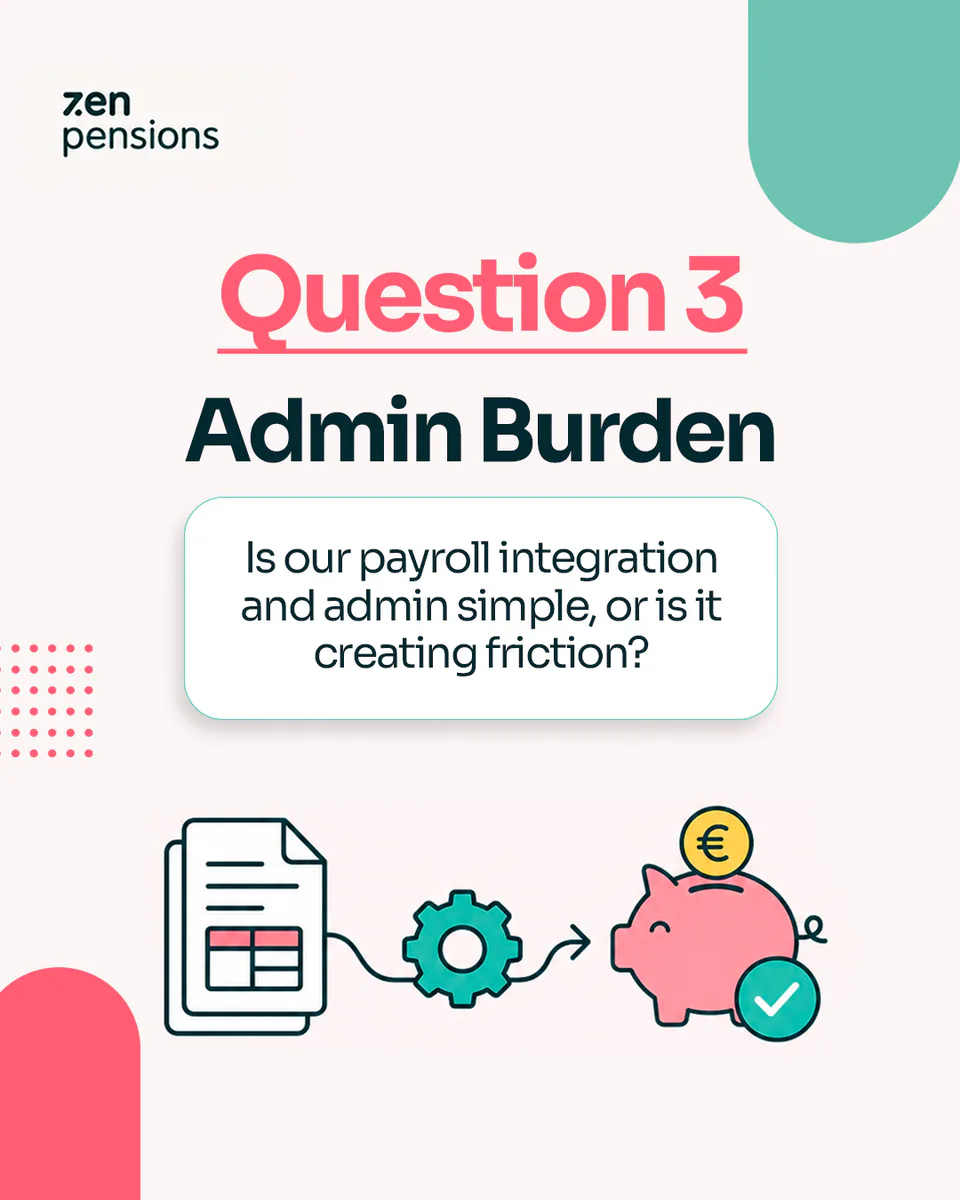 zen
pensions
Question 3
Admin Burden
Is our payroll integration
and admin simple, or is it
creating friction?
€